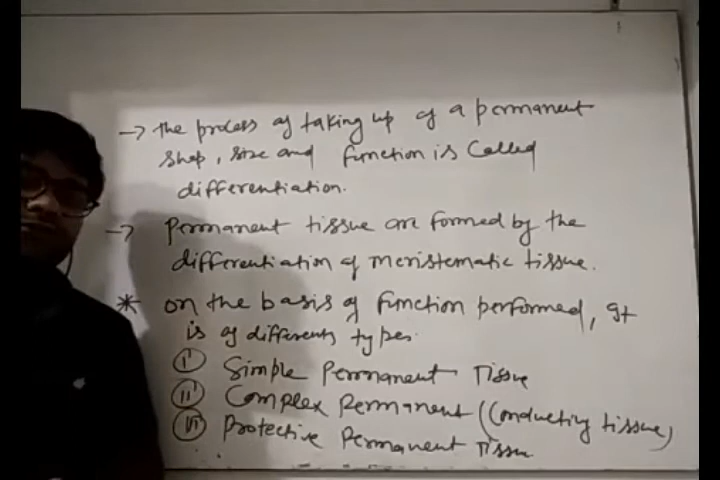 → The process of taking up of a permanent
shap, size and function is called
differentiation.
→ Permanent tissue are formed by the
differentiation of meristematic tissue.
* on the basis of function performed, It
is of differents types.
(i) Simple Permanent Tissue
(ii) Complex Permanent (Conducting tissue)
(iii) Protective Permanent Tissue